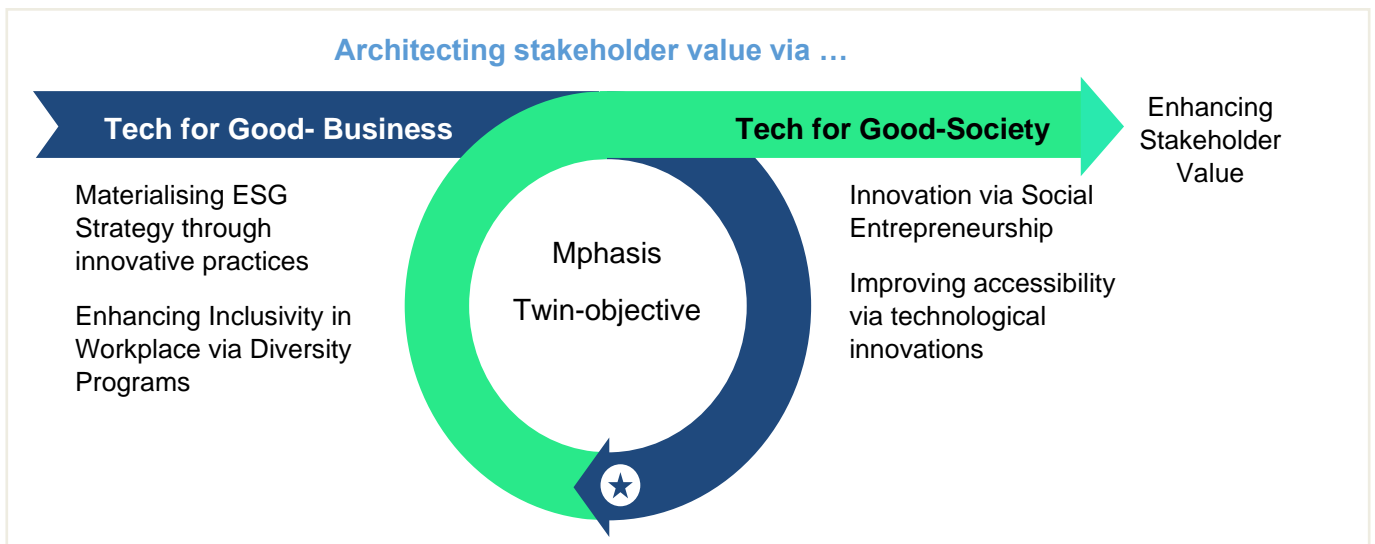 Architecting stakeholder value via …
Tech for Good- Business
Tech for Good-Society
Enhancing
Stakeholder
Value
Materialising ESG
Strategy through
innovative practices
Enhancing Inclusivity in
Workplace via Diversity
Programs
Mphasis
Twin-objective
Innovation via Social
Entrepreneurship
Improving accessibility
via technological
innovations